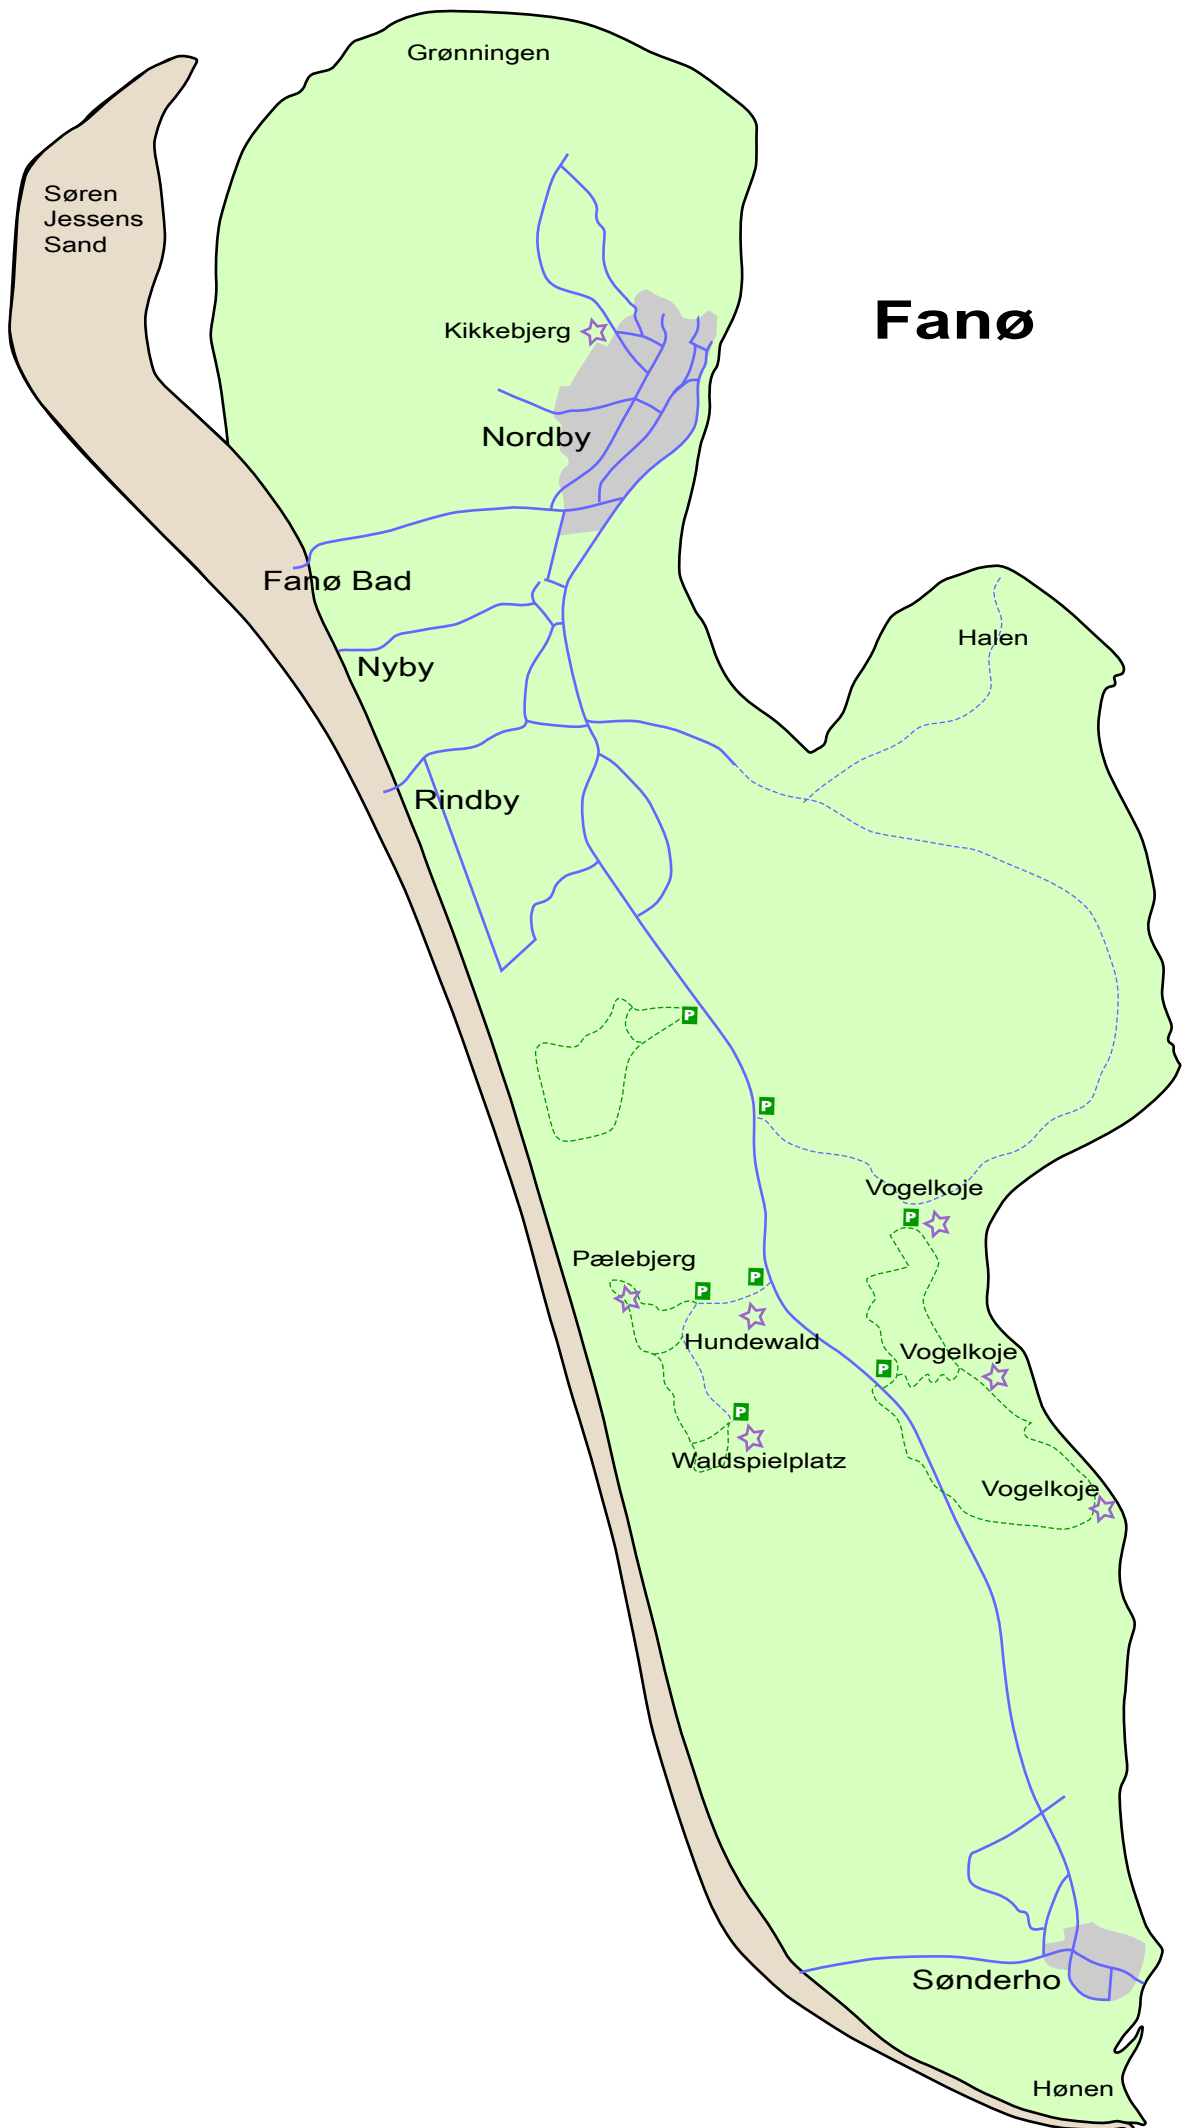 Grønningen
Søren
Jessens
Sand
Fanø
Kikkebjerg
Nordby
Fanø Bad
Halen
Nyby
Rindby
P
P
Vogelkoje
P
Pælebjerg
P
P
Hundewald
Vogelkoje
P
P
Waldspielplatz
Vogelkoje
Sønderho
Hønen